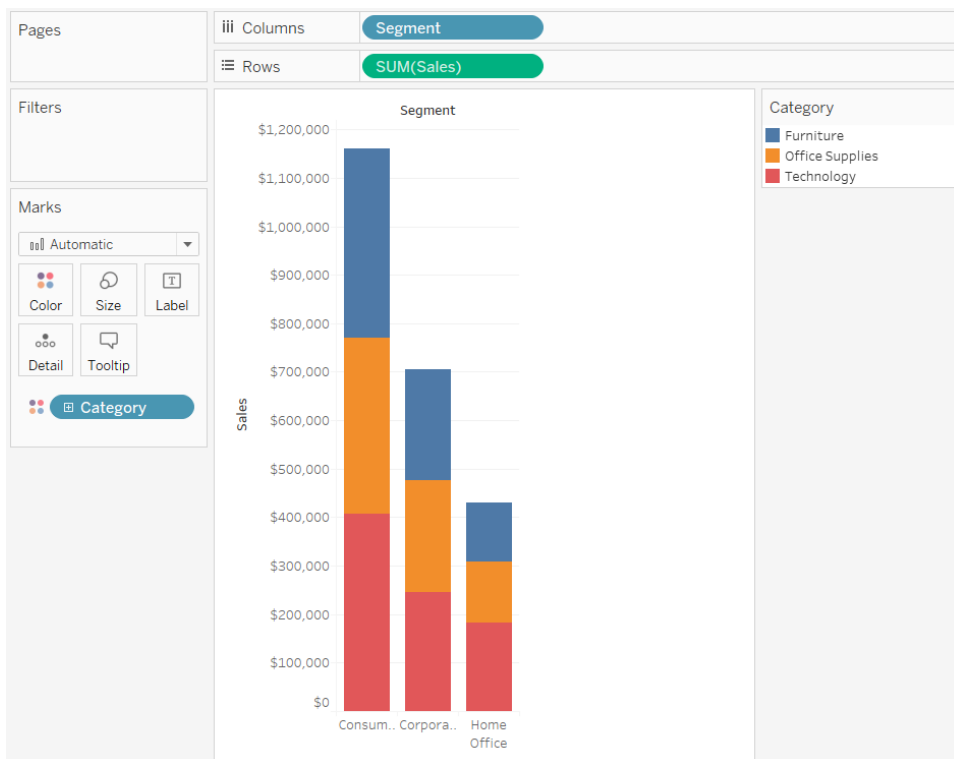 Pages
Columns
Segment
Rows
SUM(Sales)
Filters
Marks
Automatic
Color
Size
Label
Detail
Tooltip
Category
Segment
$1,200,000
$1,100,000
$1,000,000
$900,000
$800,000
$700,000
$600,000
$500,000
$400,000
$300,000
$200,000
$100,000
$0
Sales
Consum.. Corpora.. Home
Office
Category
Furniture
Office Supplies
Technology